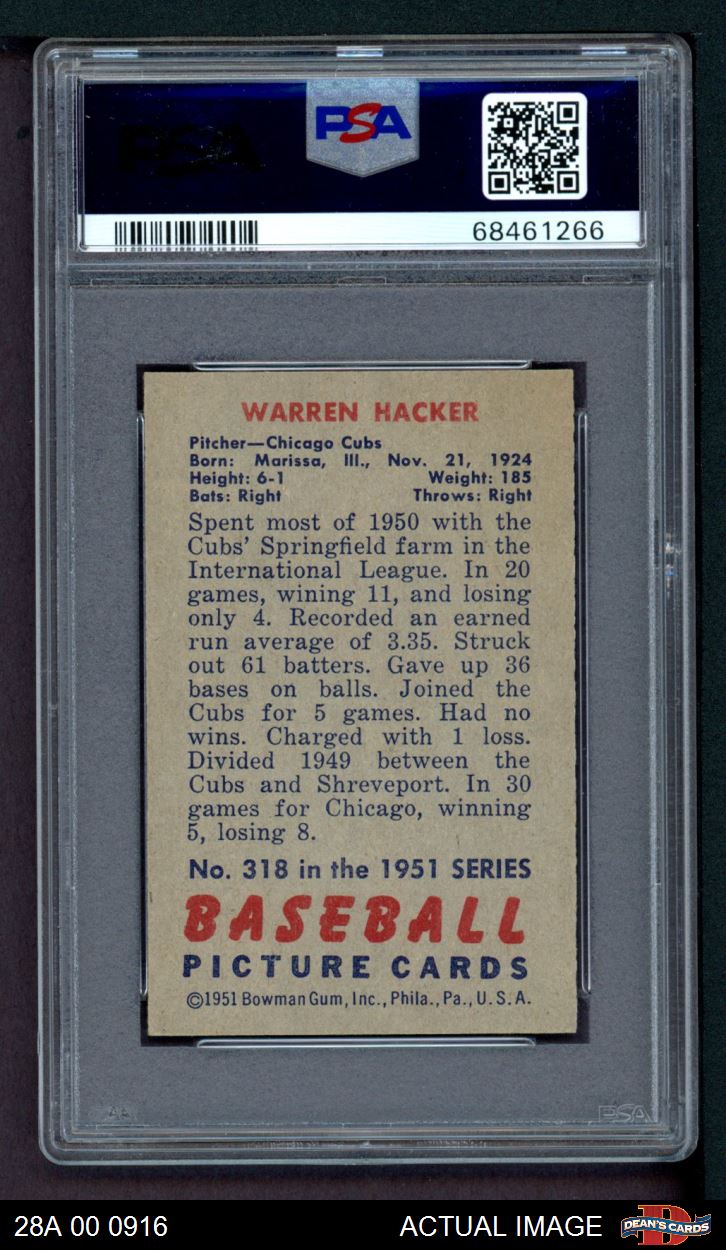 PSA
68461266
WARREN HACKER
Pitcher—Chicago Cubs
Born: Marissa, Ill., Nov. 21, 1924
Height: 6-1 Weight: 185
Bats: Right Throws: Right
Spent most of 1950 with the
Cubs' Springfield farm in the
International League. In 20
games, wining 11, and losing
only 4. Recorded an earned
run average of 3.35. Struck
out 61 batters. Gave up 36
bases on balls. Joined the
Cubs for 5 games. Had no
wins. Charged with 1 loss.
Divided 1949 between the
Cubs and Shreveport. In 30
games for Chicago, winning
5, losing 8.
No. 318 in the 1951 SERIES
BASEBALL
PICTURE CARDS
©1951 Bowman Gum, Inc., Phila., Pa., U. S. A.
PSA
28A 00 0916 ACTUAL IMAGE DEAN'S CARDS